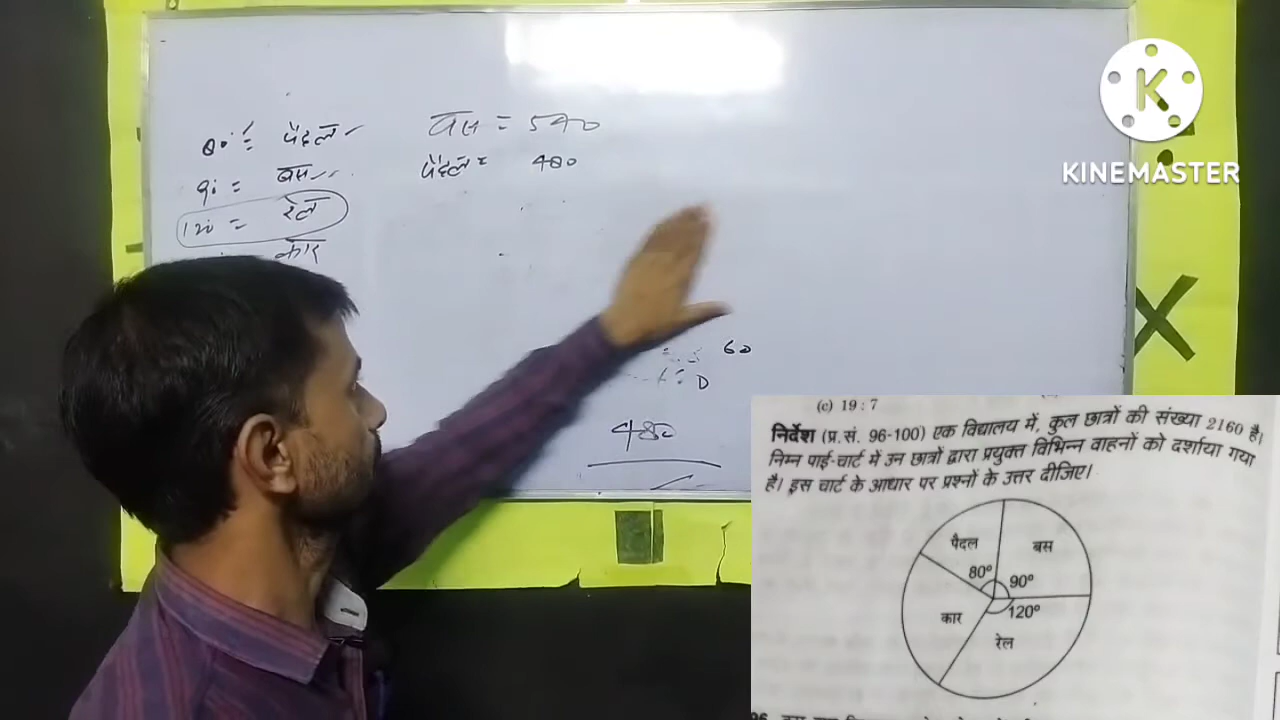 80° = पैदल
90 = बस
120 = रेल
कार
बस = 540
पैदल = 480
60
D
480
KINEMASTER
(c) 19 : 7
निर्देश (प्र.सं. 96-100) एक विद्यालय में, कुल छात्रों की संख्या 2160 है।
निम्न पाई-चार्ट में उन छात्रों द्वारा प्रयुक्त विभिन्न वाहनों को दर्शाया गया
है। इस चार्ट के आधार पर प्रश्नों के उत्तर दीजिए।
पैदल
बस
80°
90°
कार
120°
रेल